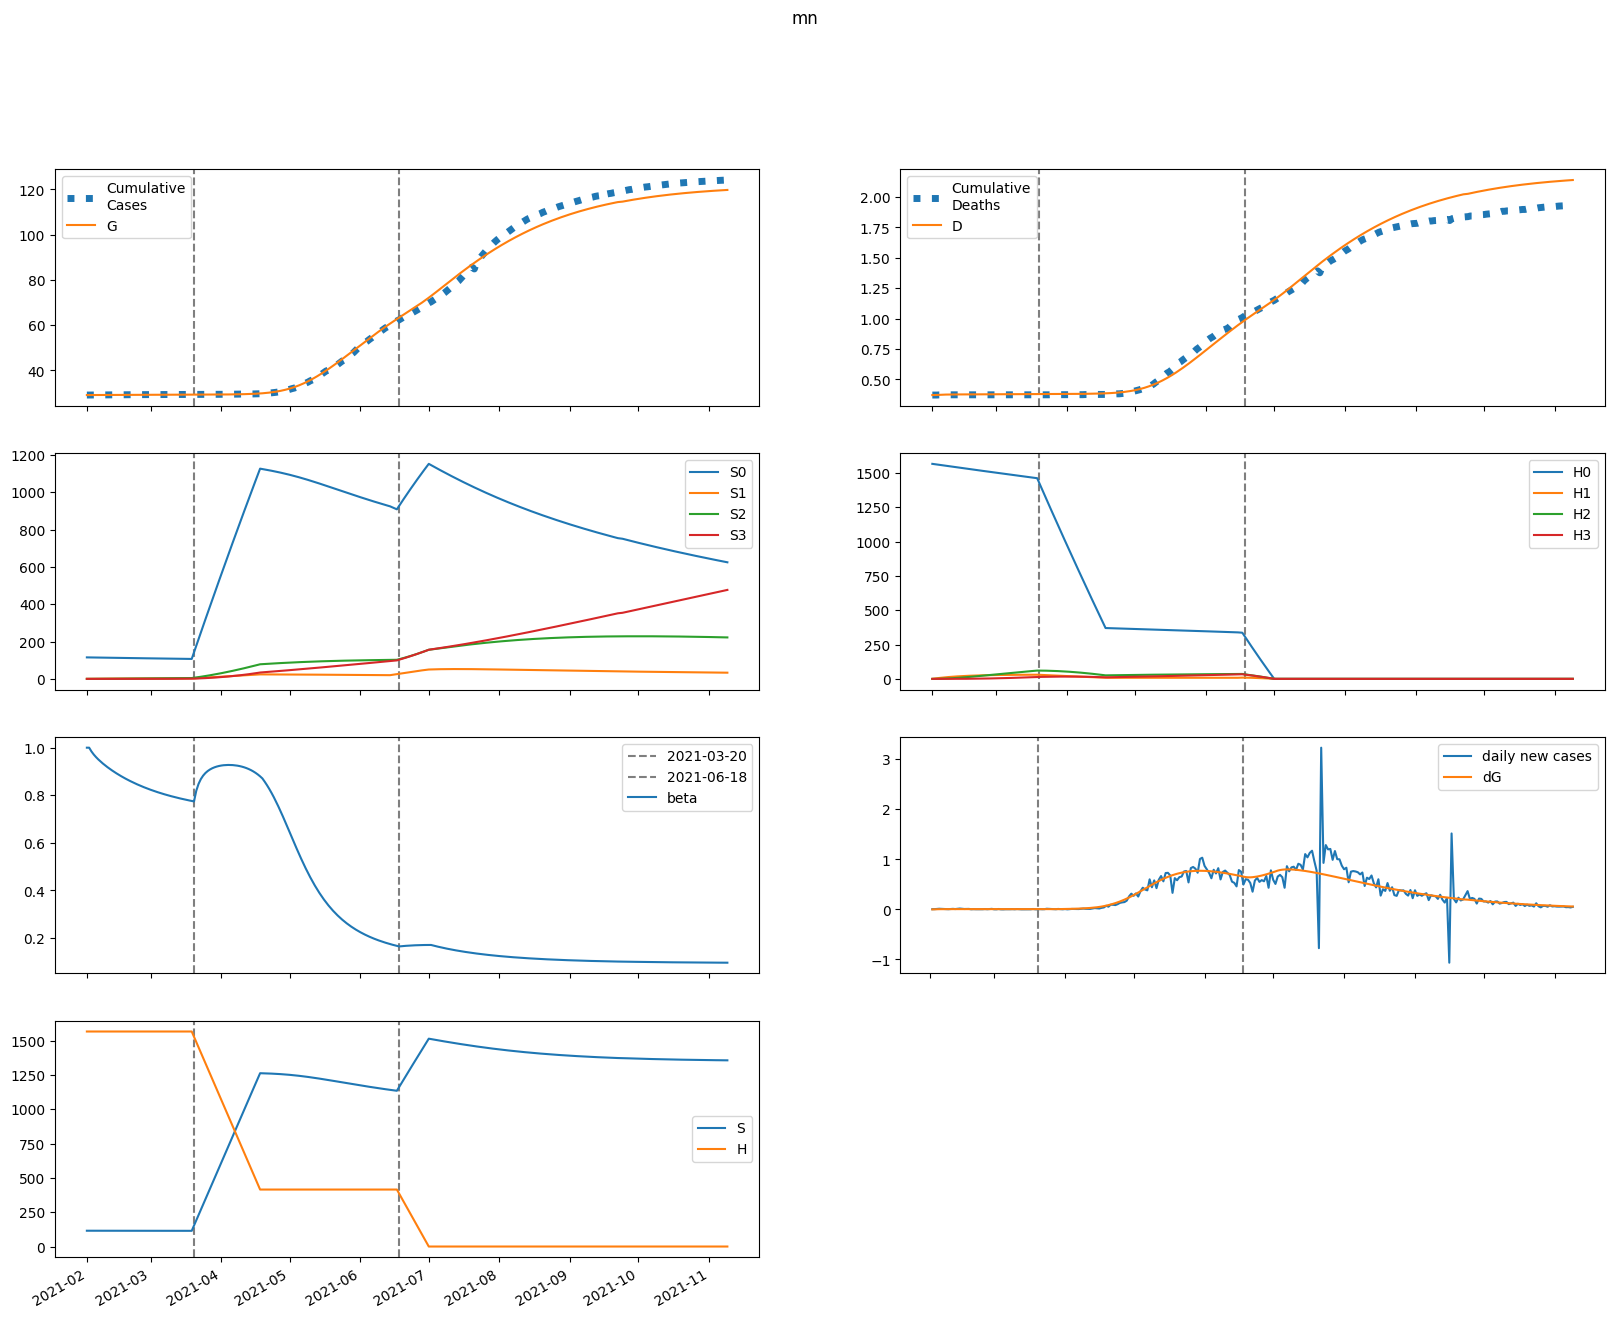 mn
Cumulative
Cases
G
120
100
80
60
40
Cumulative
Deaths
D
2.00
1.75
1.50
1.25
1.00
0.75
0.50
S0
S1
S2
S3
1200
1000
800
600
400
200
0
H0
H1
H2
H3
1500
1250
1000
750
500
250
0
2021-03-20
2021-06-18
beta
1.0
0.8
0.6
0.4
0.2
daily new cases
dG
3
2
1
0
−1
S
H
1500
1250
1000
750
500
250
0
2021-02
2021-03
2021-04
2021-05
2021-06
2021-07
2021-08
2021-09
2021-10
2021-11